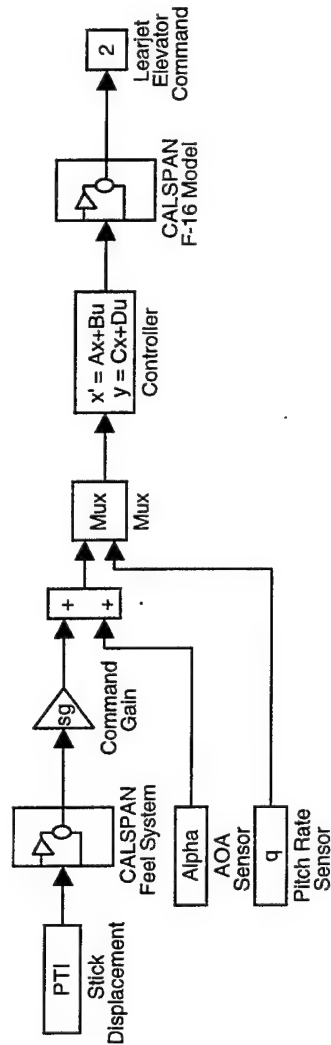 PTI
Stick
Displacement
CALSPAN
Feel System
sg
Command
Gain
+
+
Alpha
AOA
Sensor
q
Pitch Rate
Sensor
Mux
Mux
x' = Ax+Bu
y = Cx+Du
Controller
CALSPAN
F-16 Model
2
Learjet
Elevator
Command